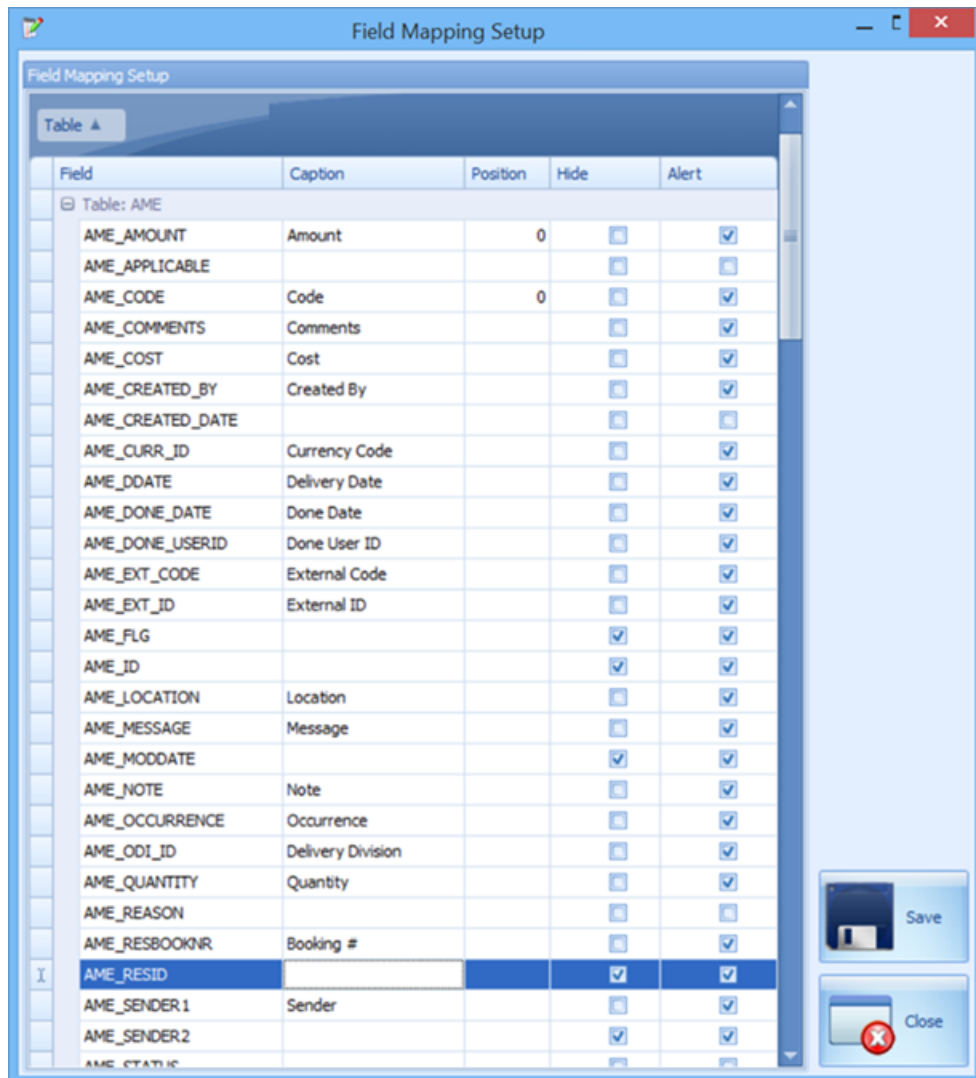 Field Mapping Setup
Field Mapping Setup
Table
Field Caption Position Hide Alert
Table: AME
AME_AMOUNT Amount 0
AME_APPLICABLE
AME_CODE Code 0
AME_COMMENTS Comments
AME_COST Cost
AME_CREATED_BY Created By
AME_CREATED_DATE
AME_CURR_ID Currency Code
AME_DDATE Delivery Date
AME_DONE_DATE Done Date
AME_DONE_USERID Done User ID
AME_EXT_CODE External Code
AME_EXT_ID External ID
AME_FLG
AME_ID
AME_LOCATION Location
AME_MESSAGE Message
AME_MODDATE
AME_NOTE Note
AME_OCCURRENCE Occurrence
AME_ODI_ID Delivery Division
AME_QUANTITY Quantity
AME_REASON
AME_RESBOOKNR Booking #
AME_RESID
AME_SENDER1 Sender
AME_SENDER2
AME_STATUS
Save
Close